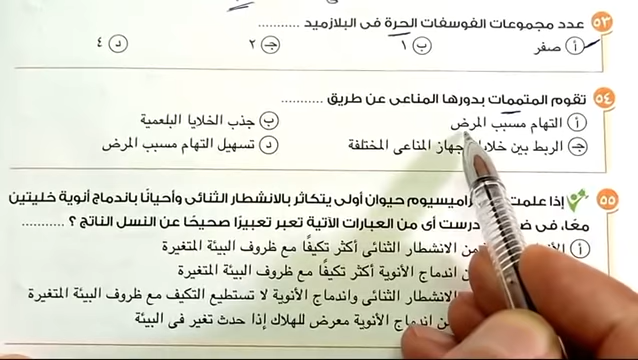 ٥٣ عدد مجموعات الفوسفات الحرة فى البلازميد ............
أ صفر ب ١ ج ٢ د ٤
٥٤ تقوم المتممات بدورها المناعى عن طريق ............
أ التهام مسبب المرض ب جذب الخلايا البلعمية
ج الربط بين خلايا جهاز المناعى المختلفة د تسهيل التهام مسبب المرض
٥٥ إذا علمت راميسيوم حيوان أولى يتكاثر بالانشطار الثنائى وأحيانًا باندماج أنوية خليتين
معًا، فى درست أى من العبارات الآتية تعبر تعبيرًا صحيحًا عن النسل الناتج ؟ ............
أ من الانشطار الثنائى أكثر تكيفًا مع ظروف البيئة المتغيرة
ن اندماج الأنوية أكثر تكيفًا مع ظروف البيئة المتغيرة
الانشطار الثنائى واندماج الأنوية لا تستطيع التكيف مع ظروف البيئة المتغيرة
من اندماج الأنوية معرض للهلاك إذا حدث تغير فى البيئة